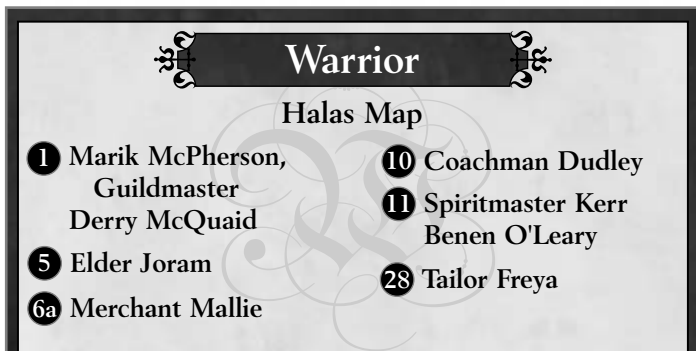 Warrior
Halas Map
1 Marik McPherson,
Guildmaster
Derry McQuaid
5 Elder Joram
6a Merchant Mallie
10 Coachman Dudley
11 Spiritmaster Kerr
Benen O'Leary
28 Tailor Freya